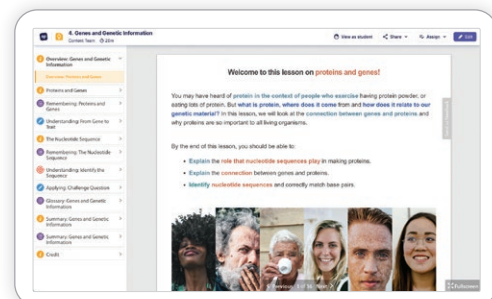 4. Genes and Genetic Information
Content Team
View as student
Share
Assign
Edit
Overview: Genes and Genetic
Information
Overview: Proteins and Genes
Proteins and Genes
Remembering: Proteins and
Genes
Understanding: From Gene to
Trait
The Nucleotide Sequence
Remembering: The Nucleotide
Sequence
Understanding: Identify the
Sequence
Applying: Challenge Question
Glossary: Genes and Genetic
Information
Summary: Genes and Genetic
Information
Summary: Genes and Genetic
Information
Credit
Welcome to this lesson on proteins and genes!
You may have heard of protein in the context of people who exercise having protein powder, or
eating lots of protein. But what is protein, where does it come from and how does it relate to our
genetic material? In this lesson, we will look at the connection between genes and proteins and
why proteins are so important to all living organisms.
By the end of this lesson, you should be able to:
• Explain the role that nucleotide sequences play in making proteins.
• Explain the connection between genes and proteins.
• Identify nucleotide sequences and correctly match base pairs.
Previous
Next
Fullscreen